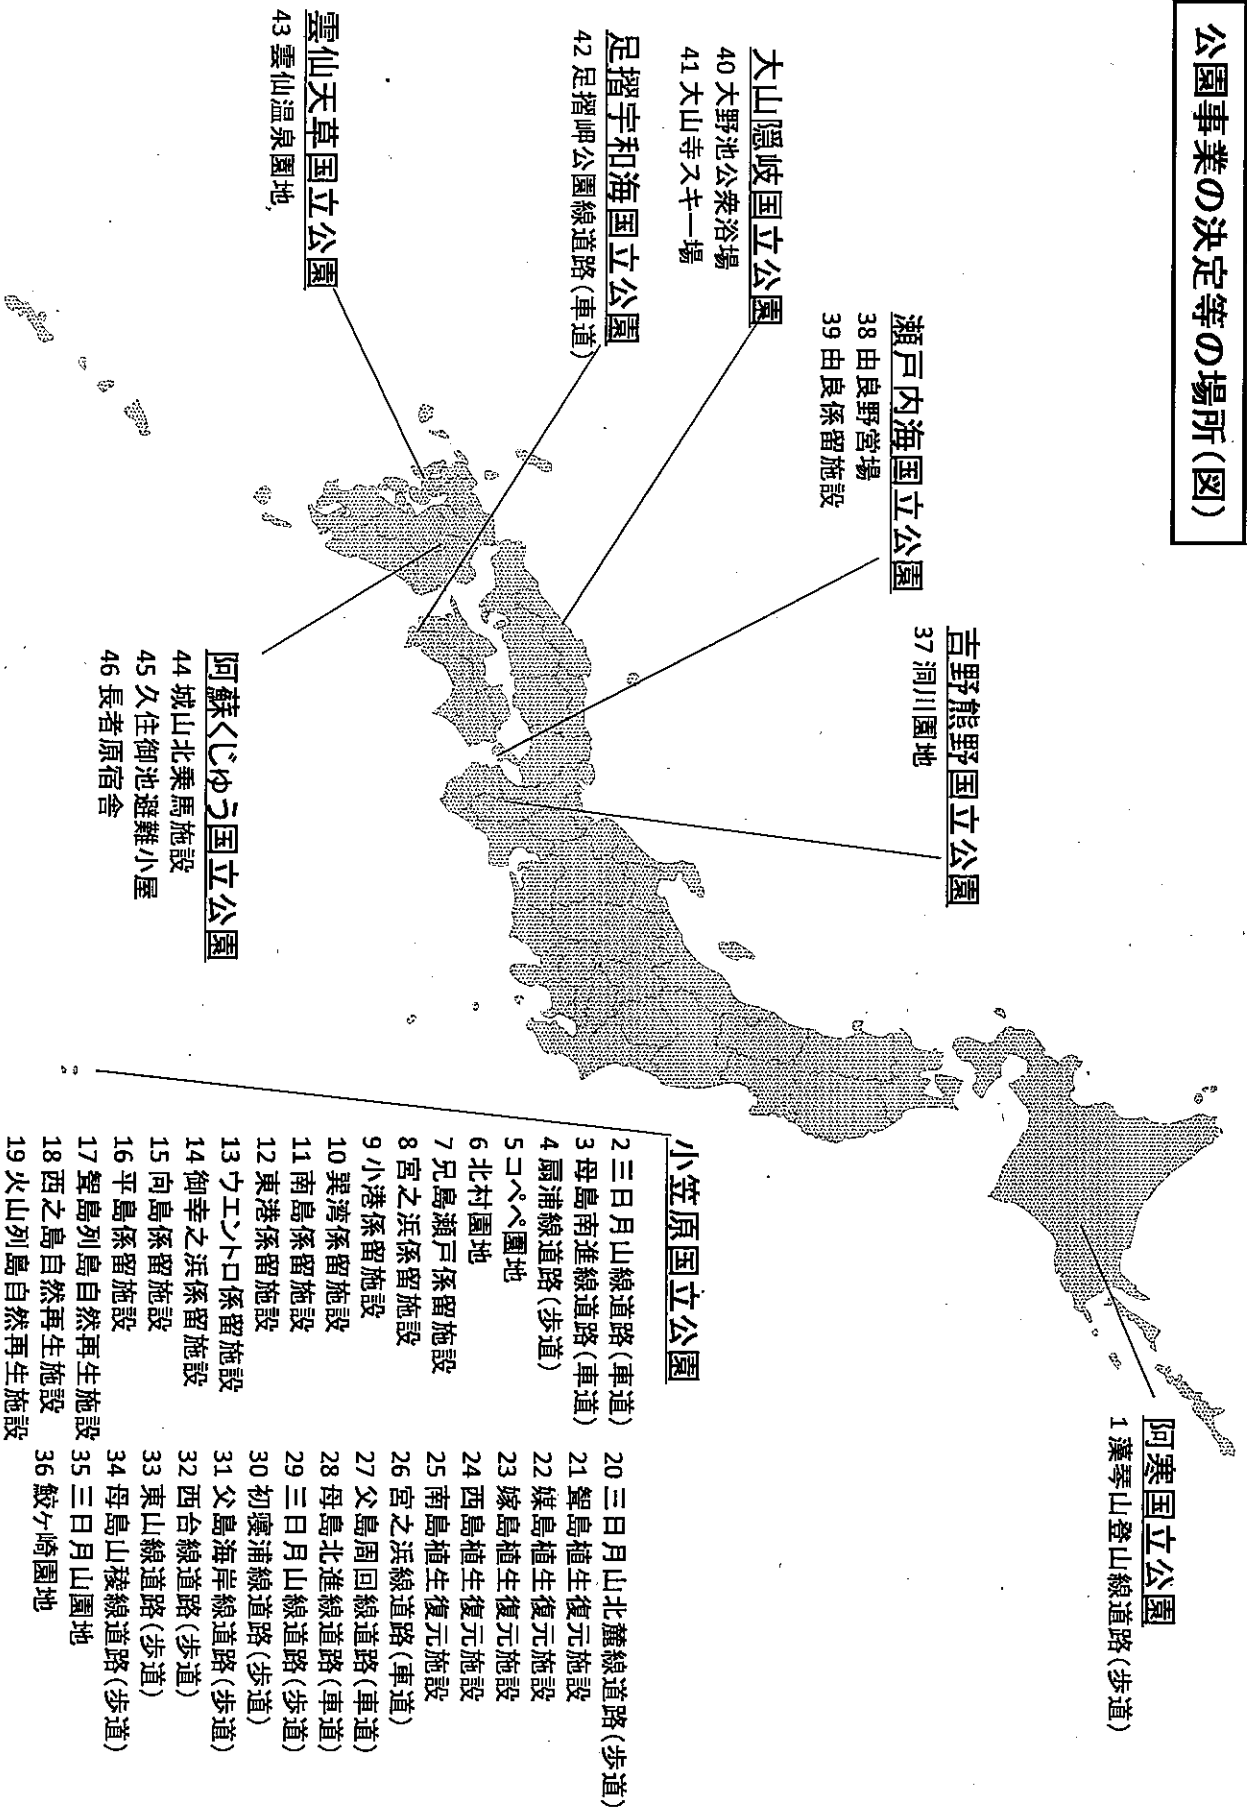 公園事業の決定等の場所(図)
阿寒国立公園
1 藻琴山登山線道路(歩道)
吉野熊野国立公園
37 洞川園地
瀬戸内海国立公園
38 由良野営場
39 由良係留施設
大山隠岐国立公園
40 大野池公衆浴場
41 大山寺スキー場
足摺宇和海国立公園
42 足摺岬公園線道路(車道)
雲仙天草国立公園
43 雲仙温泉園地
阿蘇くじゅう国立公園
44 城山北乗馬施設
45 久住御池避難小屋
46 長者原宿舎
小笠原国立公園
2 三日月山線道路(車道)
3 母島南進線道路(車道)
4 扇浦線道路(歩道)
5 コペペ園地
6 北村園地
7 兄島瀬戸係留施設
8 宮之浜係留施設
9 小港係留施設
10 巽湾係留施設
11 南島係留施設
12 東港係留施設
13 ウエントロ係留施設
14 御幸之浜係留施設
15 向島係留施設
16 平島係留施設
17 聟島列島自然再生施設
18 西之島自然再生施設
19 火山列島自然再生施設
20 三日月山北麓線道路(歩道)
21 聟島植生復元施設
22 媒島植生復元施設
23 嫁島植生復元施設
24 西島植生復元施設
25 南島植生復元施設
26 宮之浜線道路(車道)
27 父島周回線道路(車道)
28 母島北進線道路(車道)
29 三日月山線道路(歩道)
30 初寝浦線道路(歩道)
31 父島海岸線道路(歩道)
32 西台線道路(歩道)
33 東山線道路(歩道)
34 母島山稜線道路(歩道)
35 三日月山園地
36 鮫ヶ崎園地